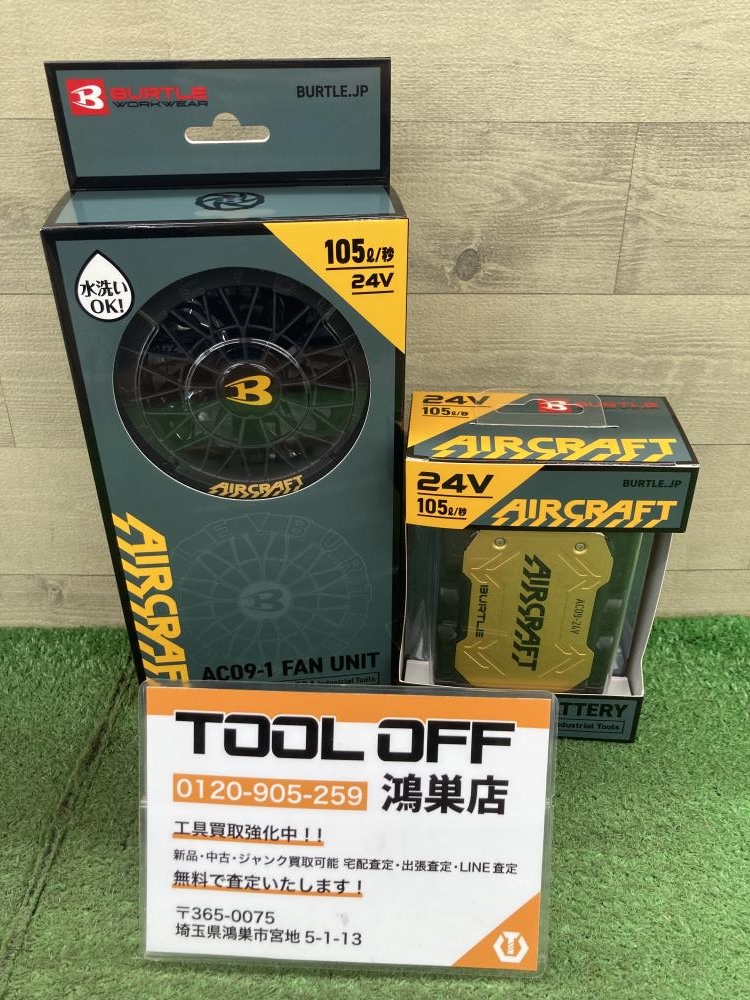 BURTLE
WORKWEAR
BURTLE.JP
105ℓ/秒
24V
水洗い
OK!
B
AIRCRAFT
AIRCRAFT
B
AC09-1 FAN UNIT
Industrial Tools
24V
105ℓ/秒
BURTLE
AIRCRAFT
24V
105ℓ/秒
BURTLE.JP
AIRCRAFT
BURTLE
AIRCRAFT
AC09-24V
TTERY
Industrial Tools
TOOL OFF
0120-905-259 鴻巣店
工具買取強化中!!
新品・中古・ジャンク買取可能 宅配査定・出張査定・LINE査定
無料で査定いたします!
〒365-0075
埼玉県鴻巣市宮地 5-1-13